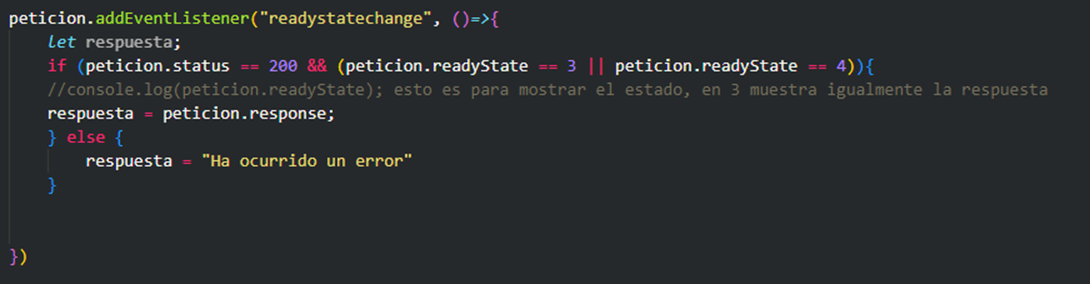 peticion.addEventListener("readystatechange", ()=>{
let respuesta;
if (peticion.status == 200 && (peticion.readyState == 3 || peticion.readyState == 4)){
//console.log(peticion.readyState); esto es para mostrar el estado, en 3 muestra igualmente la respuesta
respuesta = peticion.response;
} else {
respuesta = "Ha ocurrido un error"
}
})